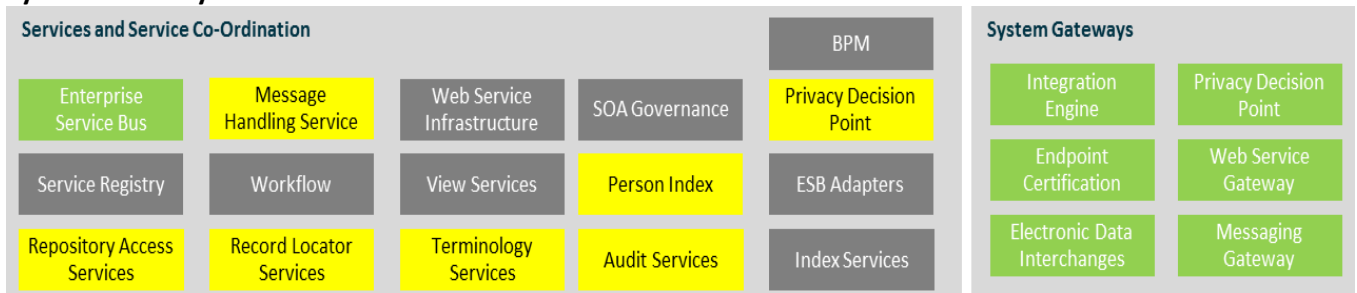 Services and Service Co-Ordination
BPM
Enterprise
Service Bus
Message
Handling Service
Web Service
Infrastructure
SOA Governance
Privacy Decision
Point
Service Registry
Workflow
View Services
Person Index
ESB Adapters
Repository Access
Services
Record Locator
Services
Terminology
Services
Audit Services
Index Services
System Gateways
Integration
Engine
Privacy Decision
Point
Endpoint
Certification
Web Service
Gateway
Electronic Data
Interchanges
Messaging
Gateway